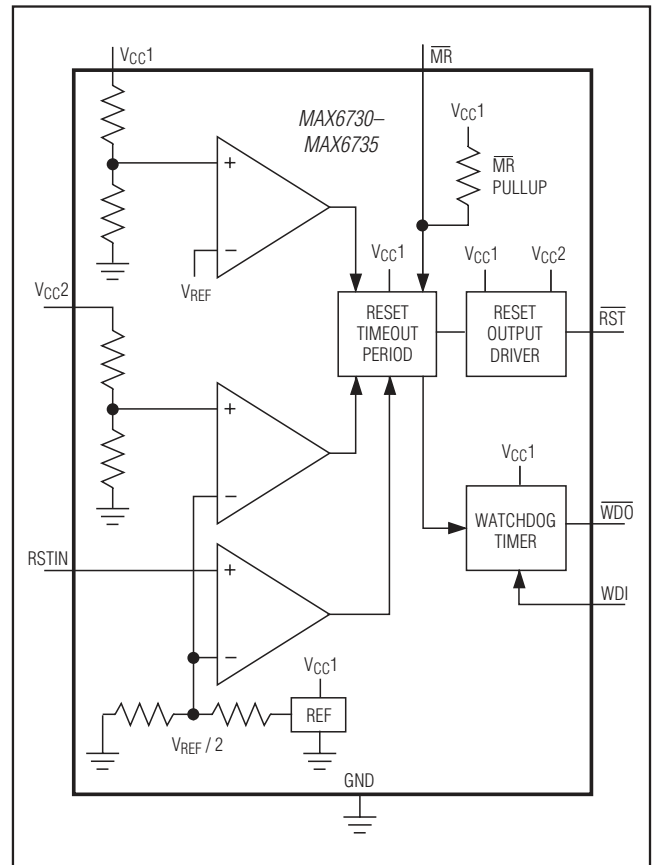 VCC1
MR
MAX6730–
MAX6735
VCC1
MR
PULLUP
VREF
VCC2
VCC1
VCC1
VCC2
RESET
TIMEOUT
PERIOD
RESET
OUTPUT
DRIVER
RST
VCC1
WATCHDOG
TIMER
WDO
WDI
RSTIN
VCC1
REF
VREF / 2
GND
+
−
+
−
+
−